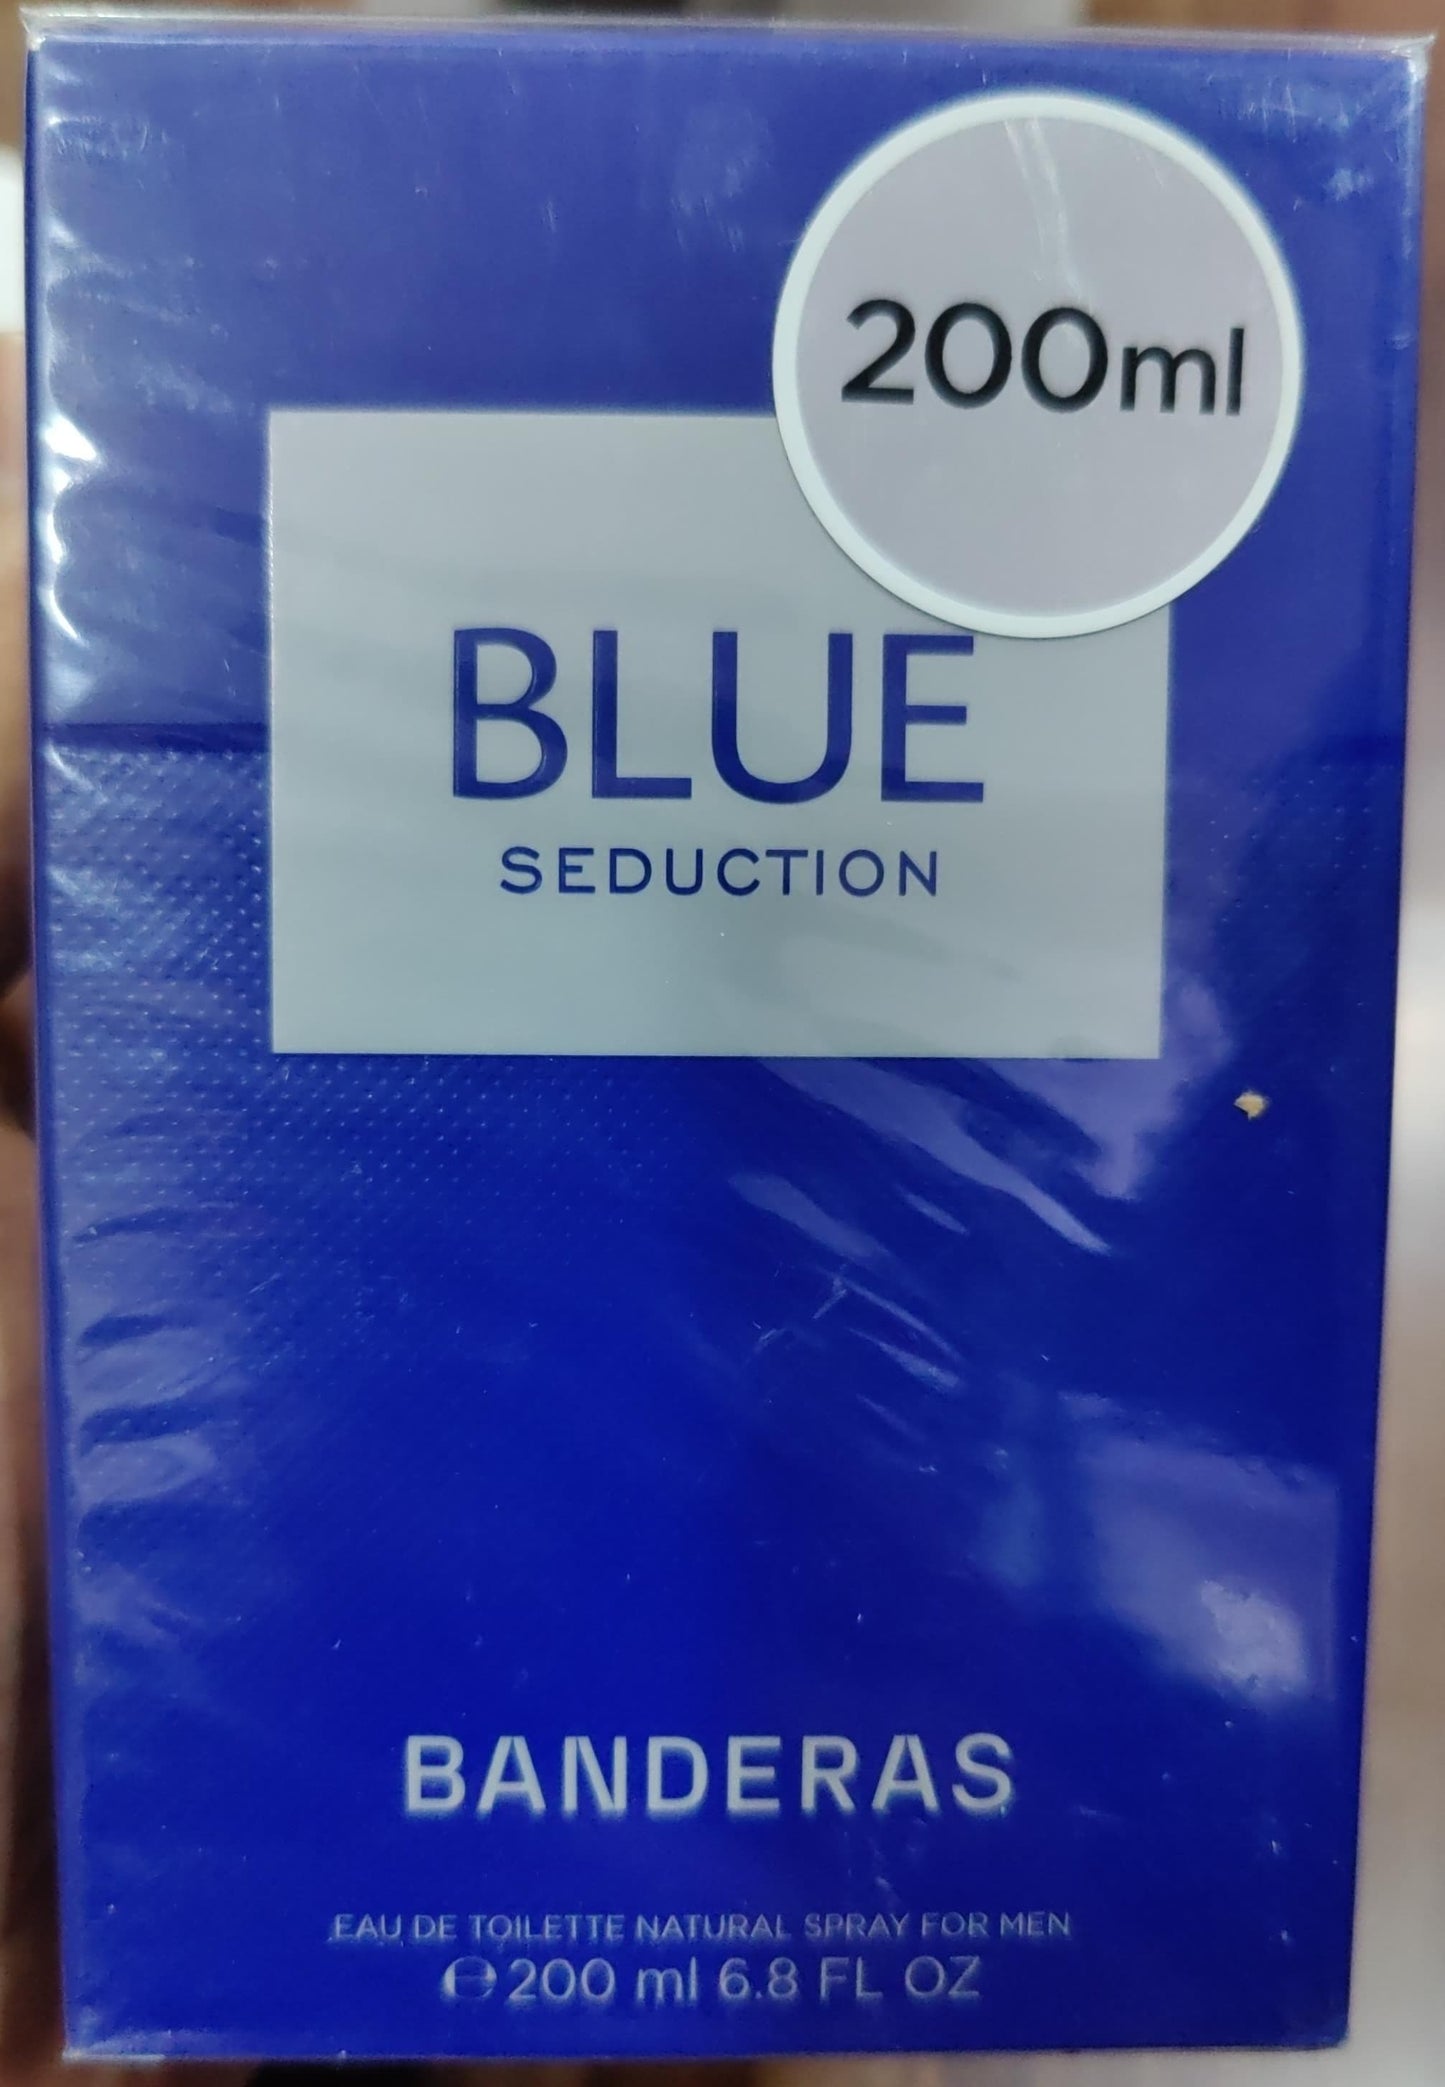 200ml
BLUE
SEDUCTION
BANDERAS
EAU DE TOILETTE NATURAL SPRAY FOR MEN
℮ 200 ml 6.8 FL OZ